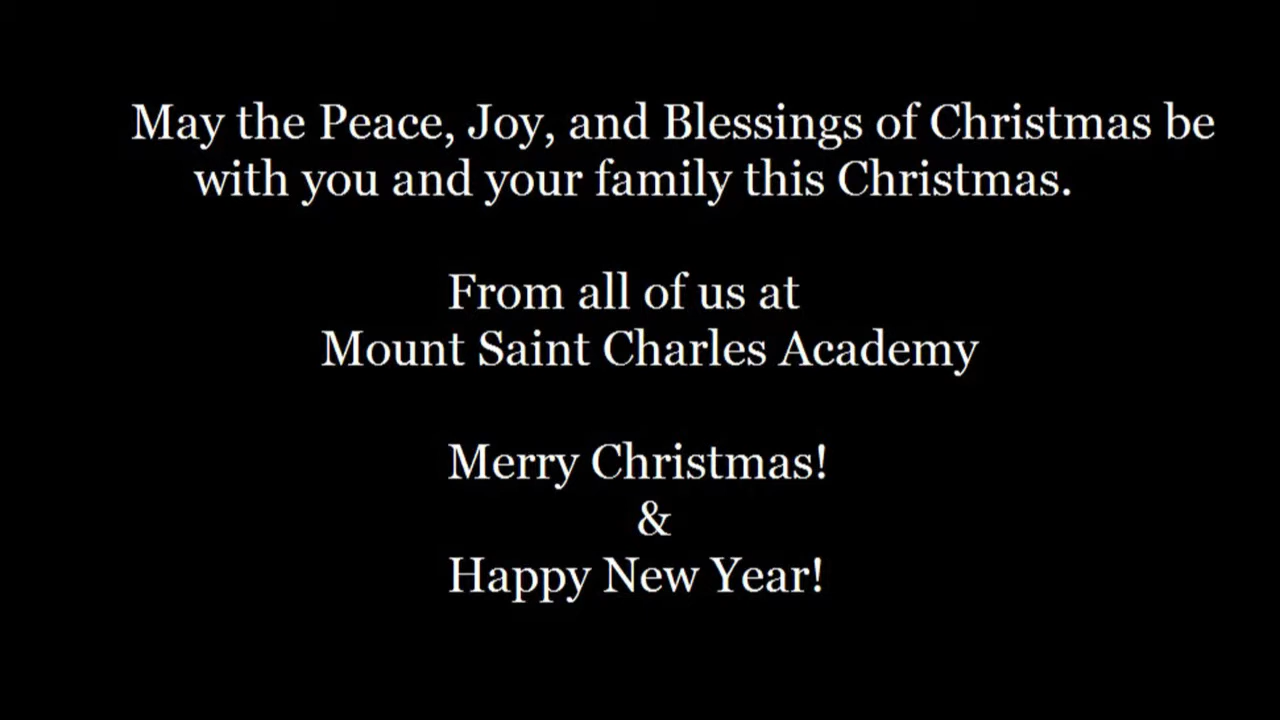 May the Peace, Joy, and Blessings of Christmas be
with you and your family this Christmas.
From all of us at
Mount Saint Charles Academy
Merry Christmas!
&
Happy New Year!